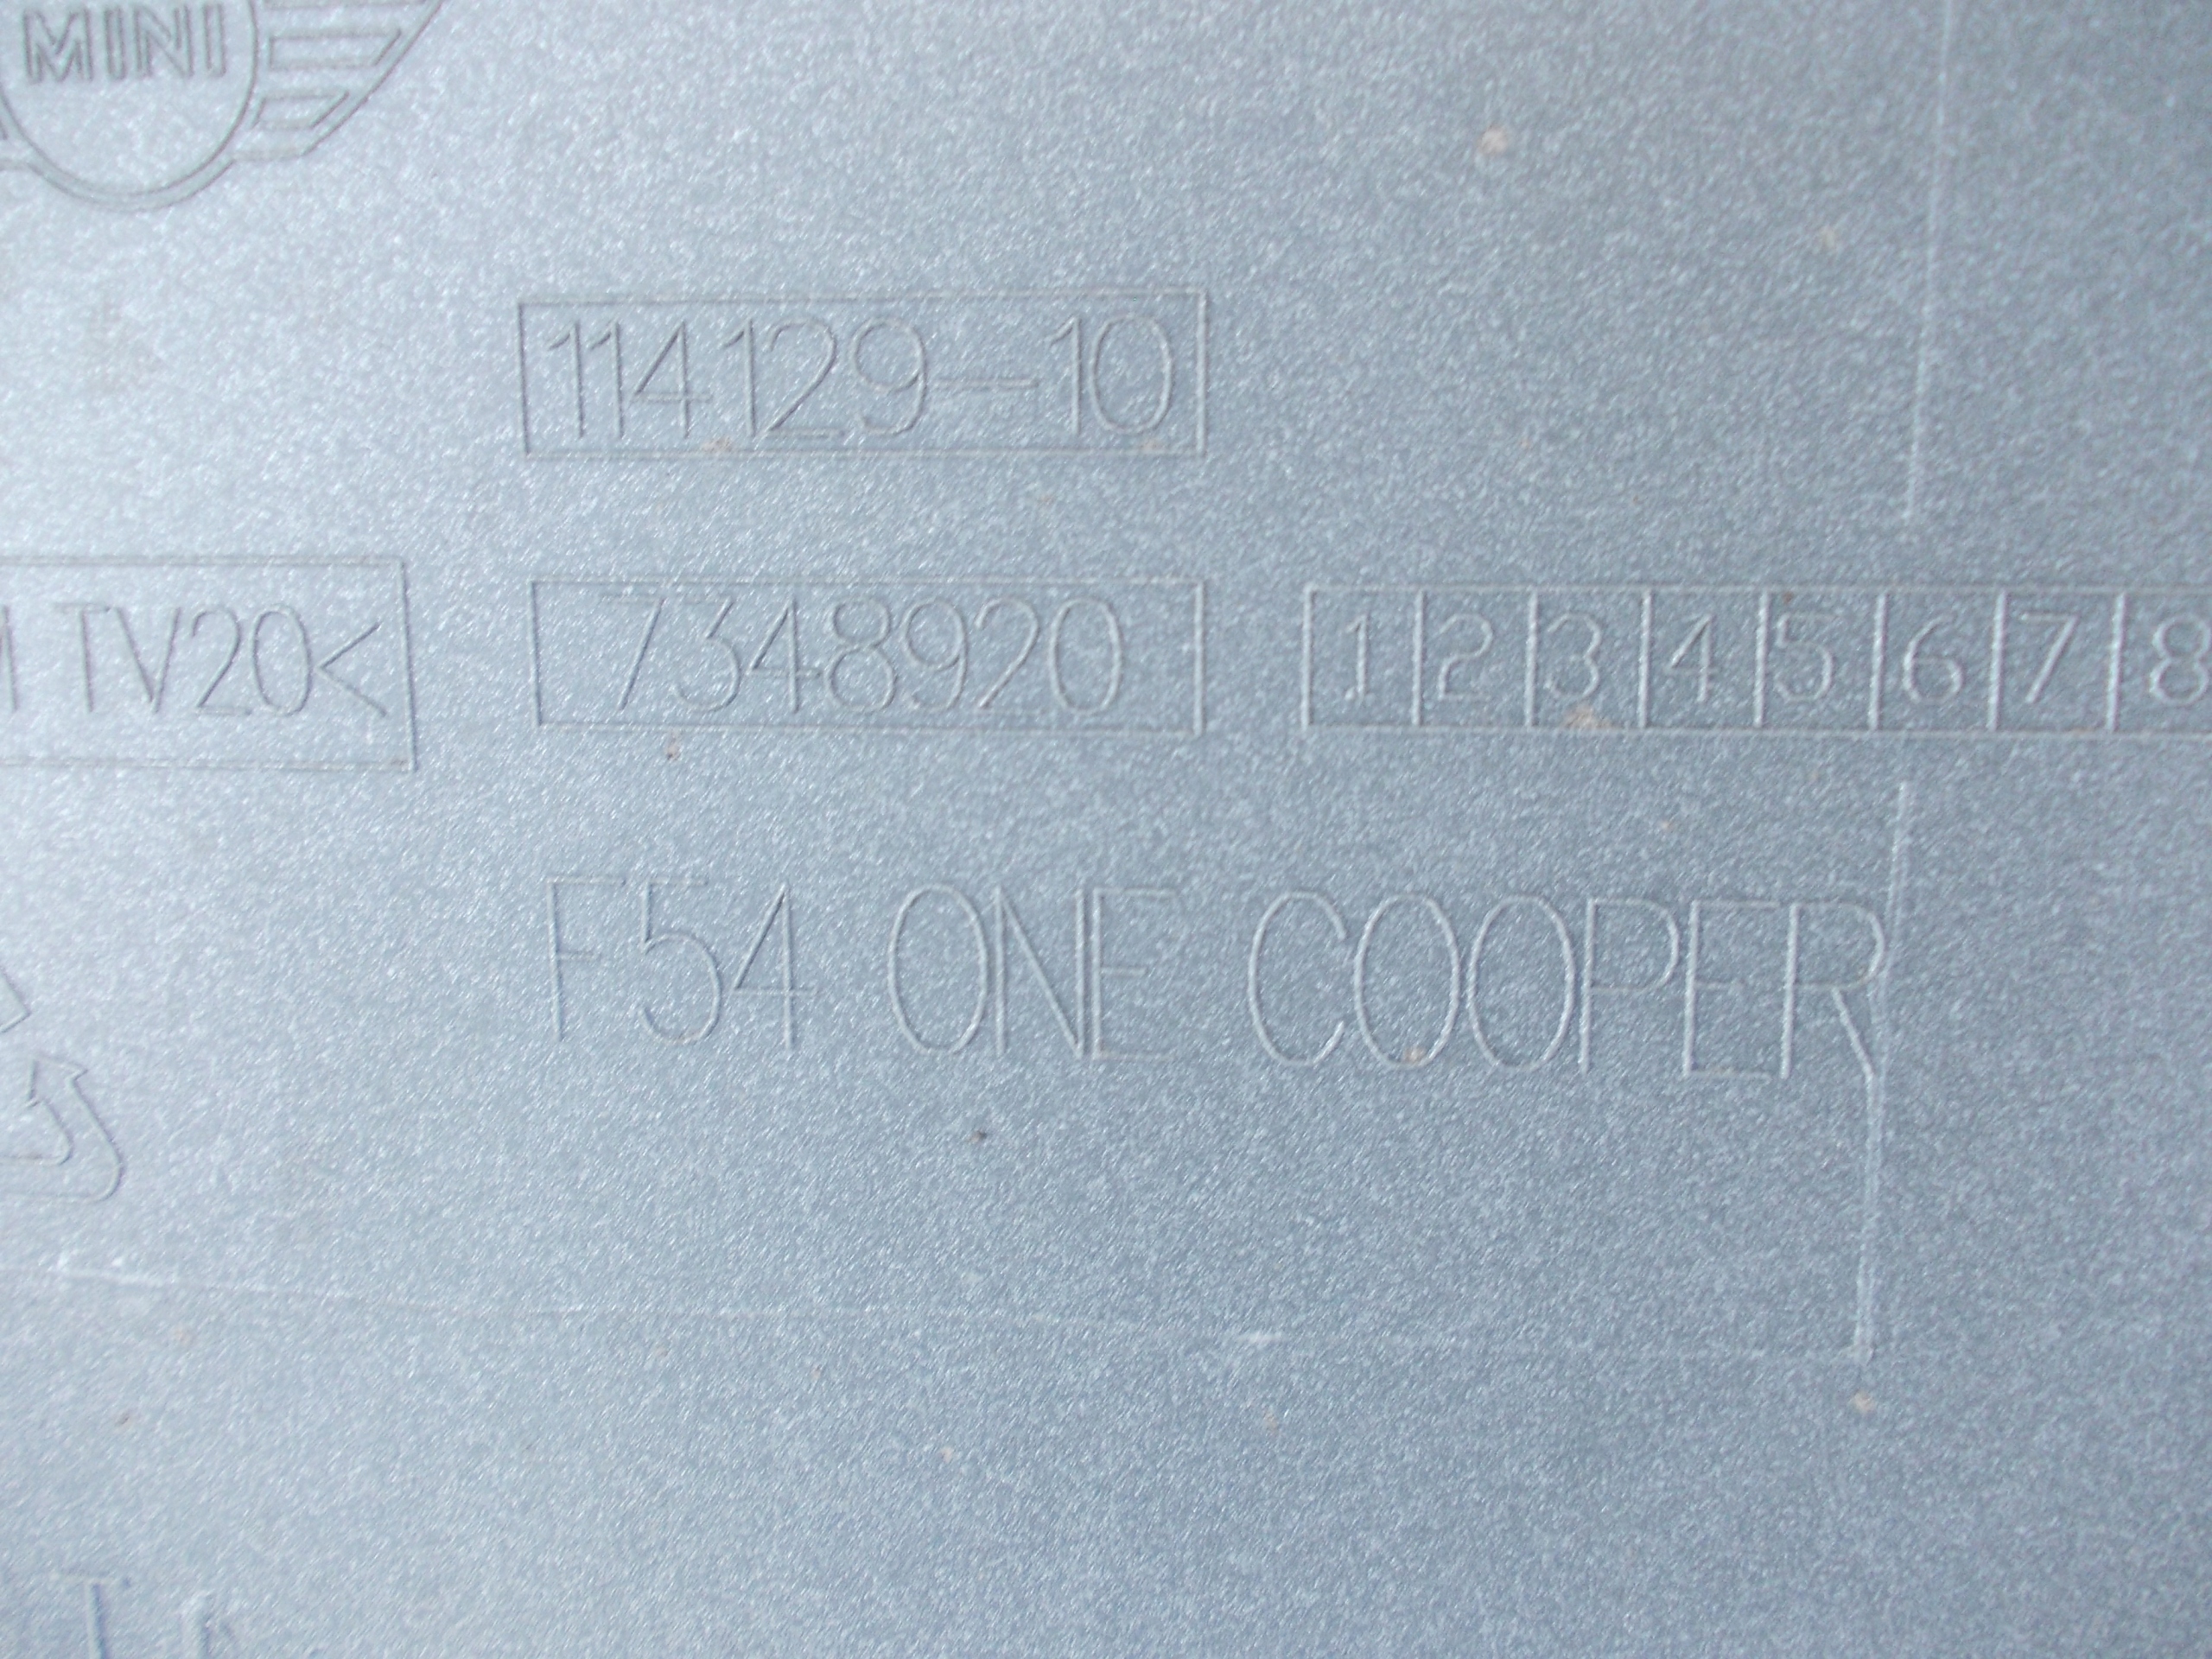 MINI
114129-10
TV20<
7348920
1 2 3 4 5 6 7 8
F54 ONE COOPER